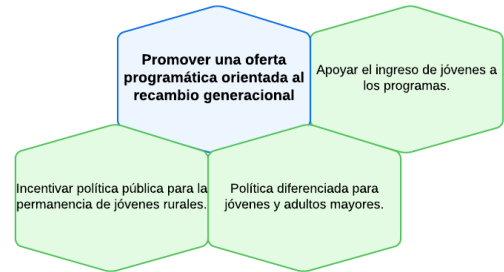 Promover una oferta
programática orientada al
recambio generacional
Apoyar el ingreso de jóvenes a
los programas.
Incentivar política pública para la
permanencia de jóvenes rurales.
Política diferenciada para
jóvenes y adultos mayores.